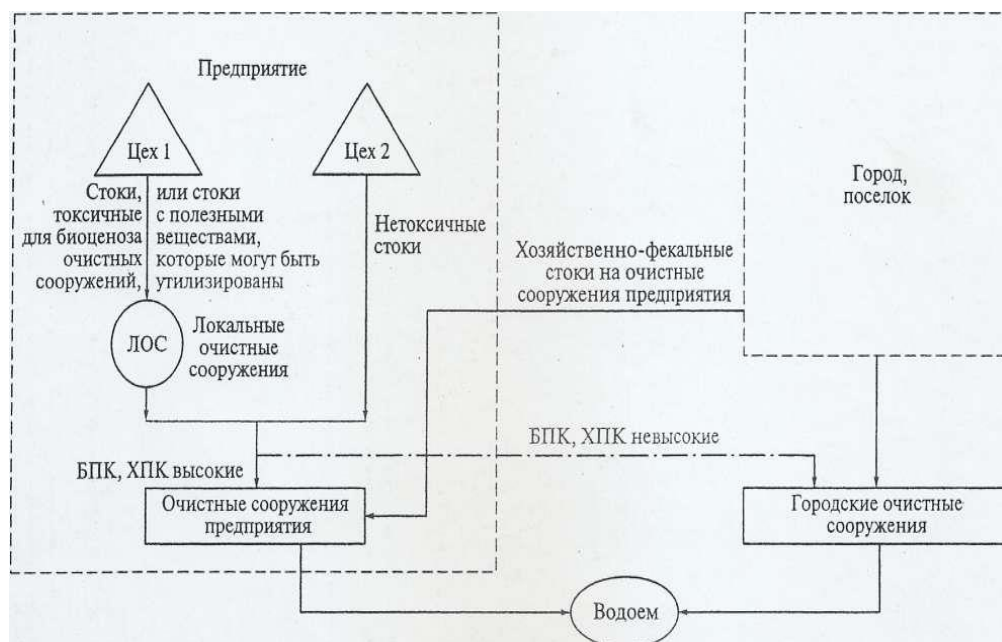 Предприятие
Цех 1
Цех 2
Стоки,
токсичные
для биоценоза
очистных
сооружений,
или стоки
с полезными
веществами,
которые могут быть
утилизированы
Нетоксичные
стоки
Город,
поселок
Хозяйственно-фекальные
стоки на очистные
сооружения предприятия
ЛОС
Локальные
очистные
сооружения
БПК, ХПК невысокие
БПК, ХПК высокие
Очистные сооружения
предприятия
Городские очистные
сооружения
Водоем